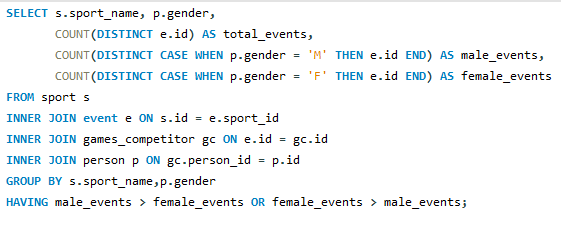 SELECT s.sport_name, p.gender,
COUNT(DISTINCT e.id) AS total_events,
COUNT(DISTINCT CASE WHEN p.gender = 'M' THEN e.id END) AS male_events,
COUNT(DISTINCT CASE WHEN p.gender = 'F' THEN e.id END) AS female_events
FROM sport s
INNER JOIN event e ON s.id = e.sport_id
INNER JOIN games_competitor gc ON e.id = gc.id
INNER JOIN person p ON gc.person_id = p.id
GROUP BY s.sport_name,p.gender
HAVING male_events > female_events OR female_events > male_events;